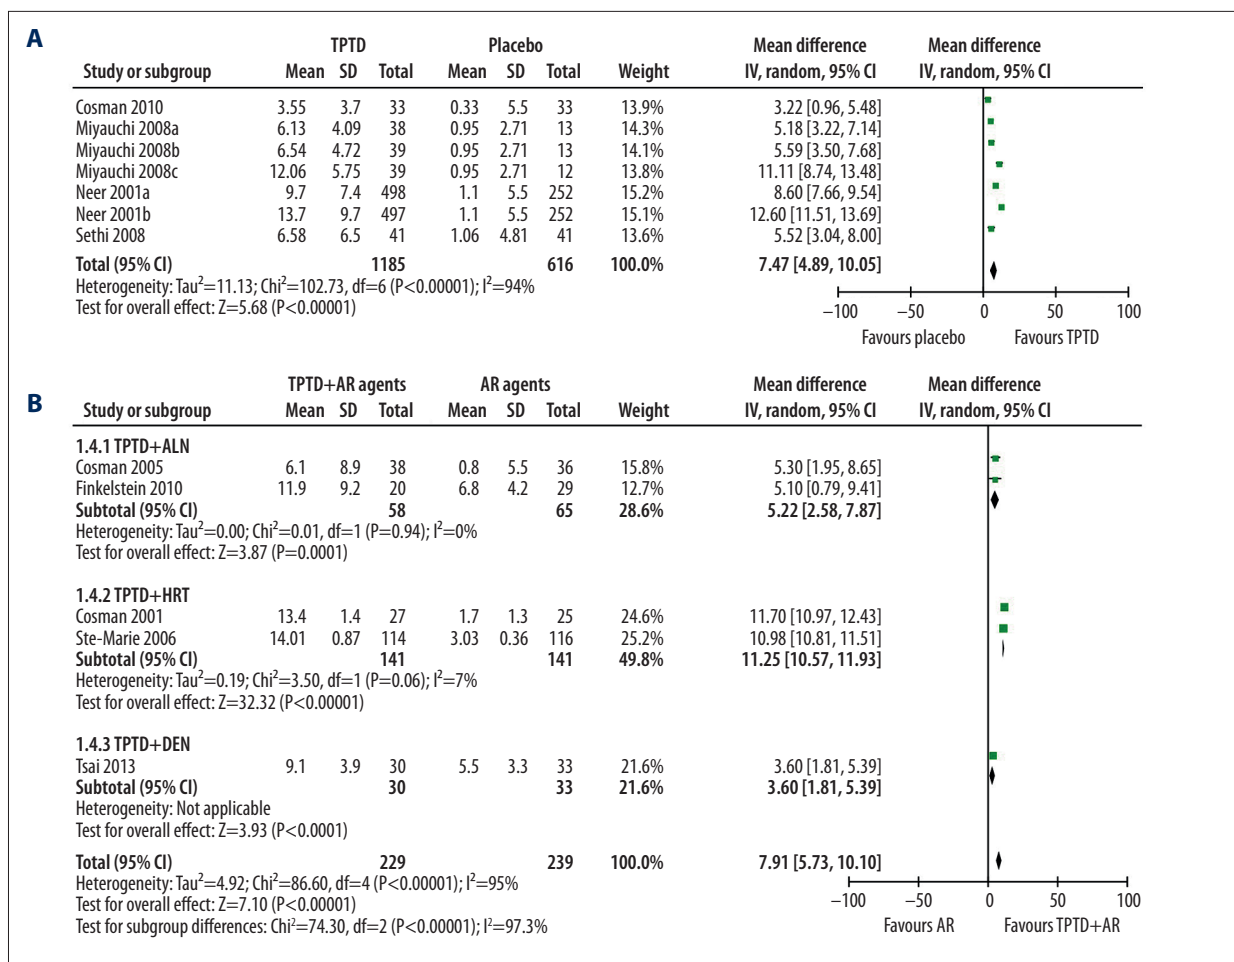 A
TPTD Placebo Mean difference Mean difference
Study or subgroup Mean SD Total Mean SD Total Weight IV, random, 95% CI IV, random, 95% CI
Cosman 2010 3.55 3.7 33 0.33 5.5 33 13.9% 3.22 [0.96, 5.48]
Miyauchi 2008a 6.13 4.09 38 0.95 2.71 13 14.3% 5.18 [3.22, 7.14]
Miyauchi 2008b 6.54 4.72 39 0.95 2.71 13 14.1% 5.59 [3.50, 7.68]
Miyauchi 2008c 12.06 5.75 39 0.95 2.71 12 13.8% 11.11 [8.74, 13.48]
Neer 2001a 9.7 7.4 498 1.1 5.5 252 15.2% 8.60 [7.66, 9.54]
Neer 2001b 13.7 9.7 497 1.1 5.5 252 15.1% 12.60 [11.51, 13.69]
Sethi 2008 6.58 6.5 41 1.06 4.81 41 13.6% 5.52 [3.04, 8.00]
Total (95% CI) 1185 616 100.0% 7.47 [4.89, 10.05]
Heterogeneity: Tau²=11.13; Chi²=102.73, df=6 (P<0.00001); I²=94%
Test for overall effect: Z=5.68 (P<0.00001)
−100 −50 0 50 100
Favours placebo Favours TPTD
B
TPTD+AR agents AR agents Mean difference Mean difference
Study or subgroup Mean SD Total Mean SD Total Weight IV, random, 95% CI IV, random, 95% CI
1.4.1 TPTD+ALN
Cosman 2005 6.1 8.9 38 0.8 5.5 36 15.8% 5.30 [1.95, 8.65]
Finkelstein 2010 11.9 9.2 20 6.8 4.2 29 12.7% 5.10 [0.79, 9.41]
Subtotal (95% CI) 58 65 28.6% 5.22 [2.58, 7.87]
Heterogeneity: Tau²=0.00; Chi²=0.01, df=1 (P=0.94); I²=0%
Test for overall effect: Z=3.87 (P=0.0001)
1.4.2 TPTD+HRT
Cosman 2001 13.4 1.4 27 1.7 1.3 25 24.6% 11.70 [10.97, 12.43]
Ste-Marie 2006 14.01 0.87 114 3.03 0.36 116 25.2% 10.98 [10.81, 11.51]
Subtotal (95% CI) 141 141 49.8% 11.25 [10.57, 11.93]
Heterogeneity: Tau²=0.19; Chi²=3.50, df=1 (P=0.06); I²=7%
Test for overall effect: Z=32.32 (P<0.00001)
1.4.3 TPTD+DEN
Tsai 2013 9.1 3.9 30 5.5 3.3 33 21.6% 3.60 [1.81, 5.39]
Subtotal (95% CI) 30 33 21.6% 3.60 [1.81, 5.39]
Heterogeneity: Not applicable
Test for overall effect: Z=3.93 (P<0.0001)
Total (95% CI) 229 239 100.0% 7.91 [5.73, 10.10]
Heterogeneity: Tau²=4.92; Chi²=86.60, df=4 (P<0.00001); I²=95%
Test for overall effect: Z=7.10 (P<0.00001)
Test for subgroup differences: Chi²=74.30, df=2 (P<0.00001); I²=97.3%
−100 −50 0 50 100
Favours AR Favours TPTD+AR